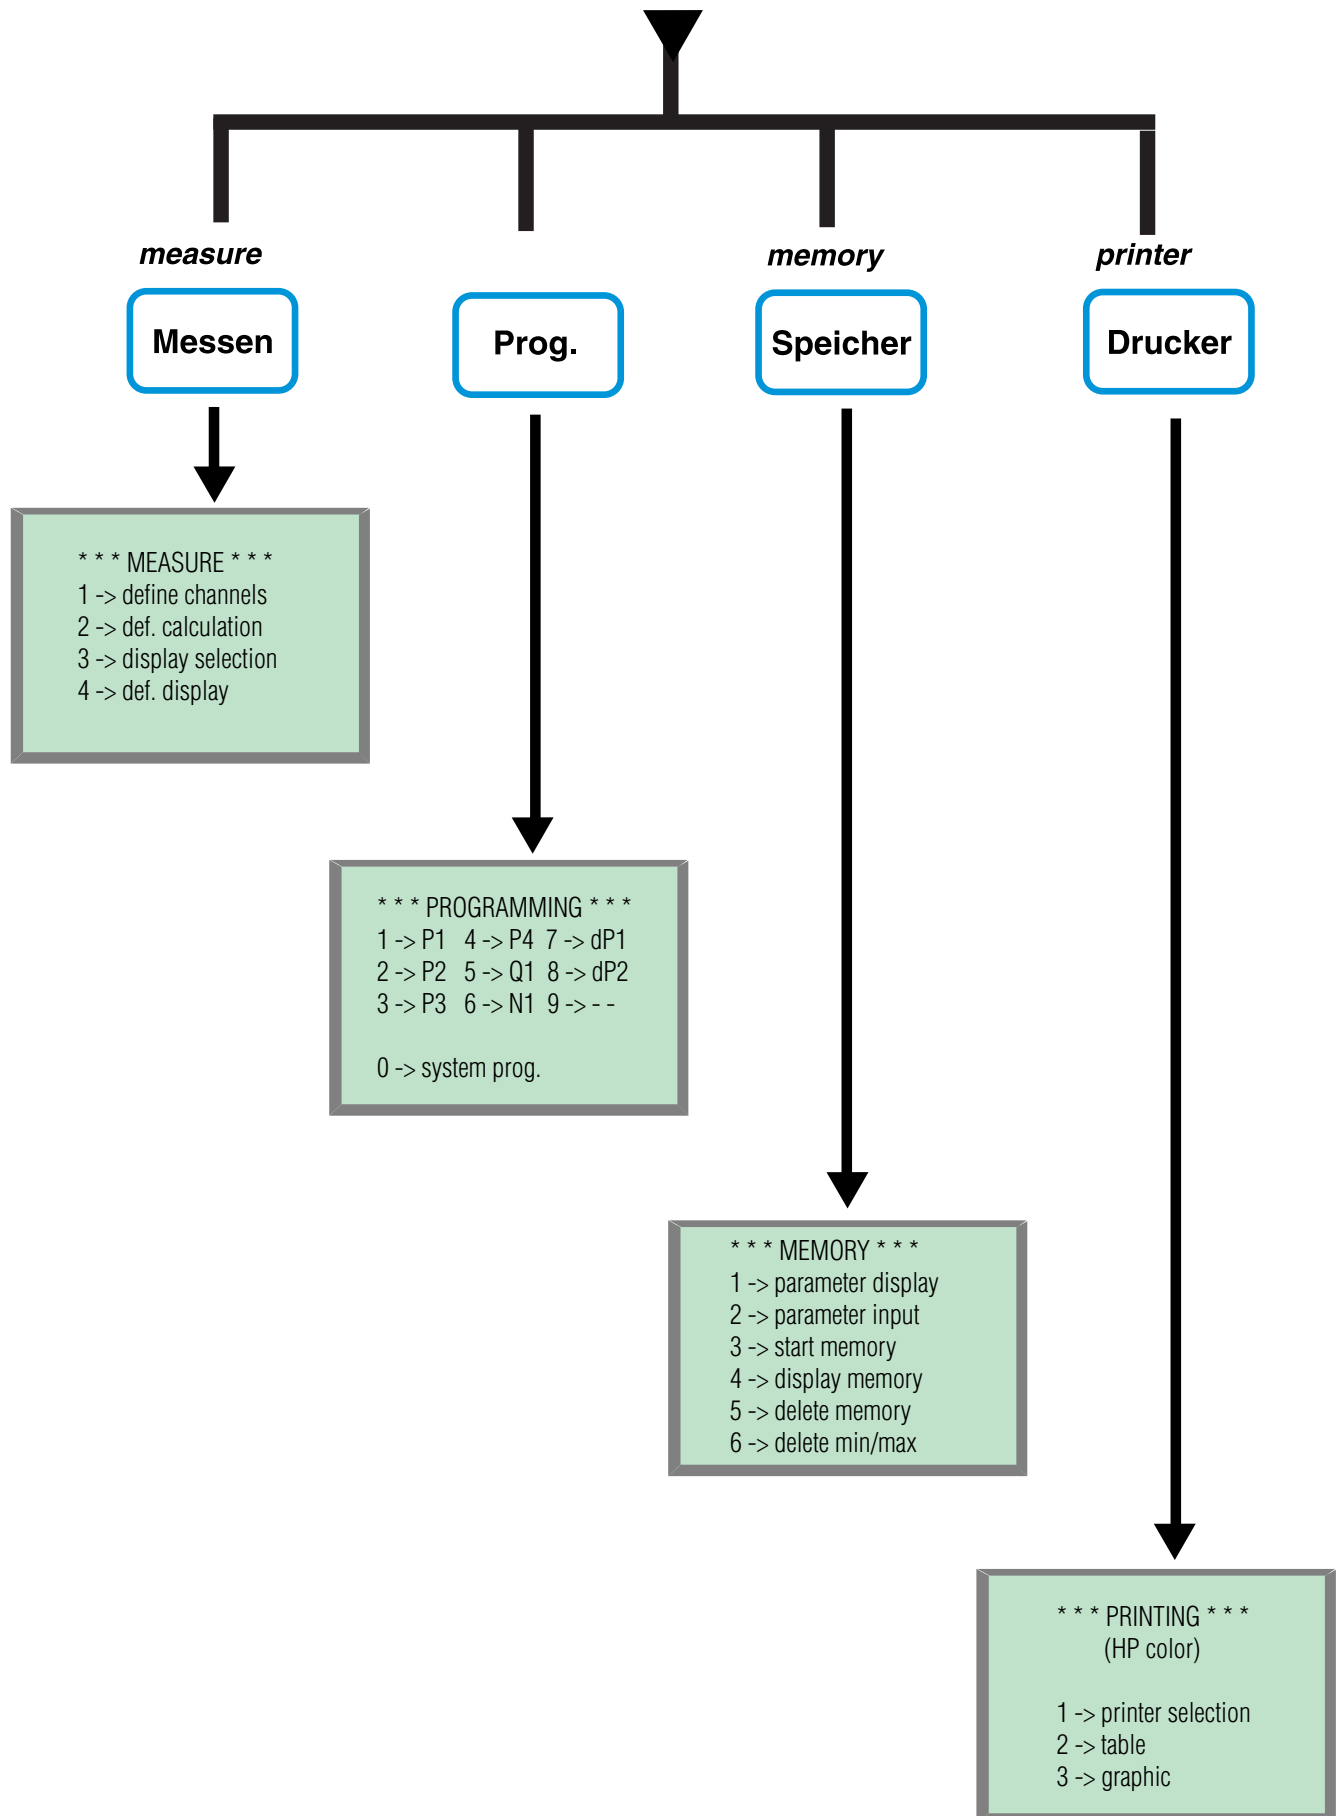 measure
memory
printer
Messen
Prog.
Speicher
Drucker
* * * MEASURE * * *
1 -> define channels
2 -> def. calculation
3 -> display selection
4 -> def. display
* * * PROGRAMMING * * *
1 -> P1 4 -> P4 7 -> dP1
2 -> P2 5 -> Q1 8 -> dP2
3 -> P3 6 -> N1 9 -> - -
0 -> system prog.
* * * MEMORY * * *
1 -> parameter display
2 -> parameter input
3 -> start memory
4 -> display memory
5 -> delete memory
6 -> delete min/max
* * * PRINTING * * *
(HP color)
1 -> printer selection
2 -> table
3 -> graphic